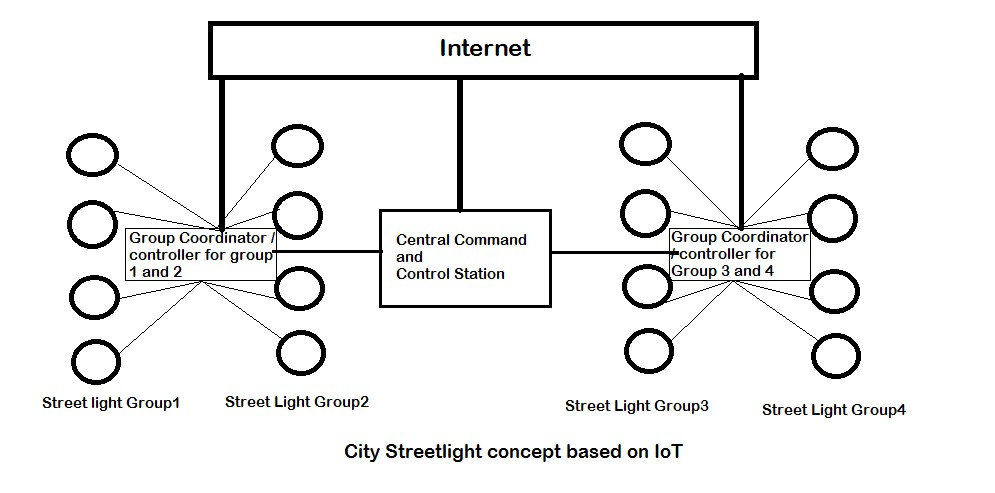 Internet
Group Coordinator /
controller for group
1 and 2
Central Command
and
Control Station
Group Coordinator
/ controller for
Group 3 and 4
Street light Group1
Street Light Group2
Street Light Group3
Street Light Group4
City Streetlight concept based on IoT